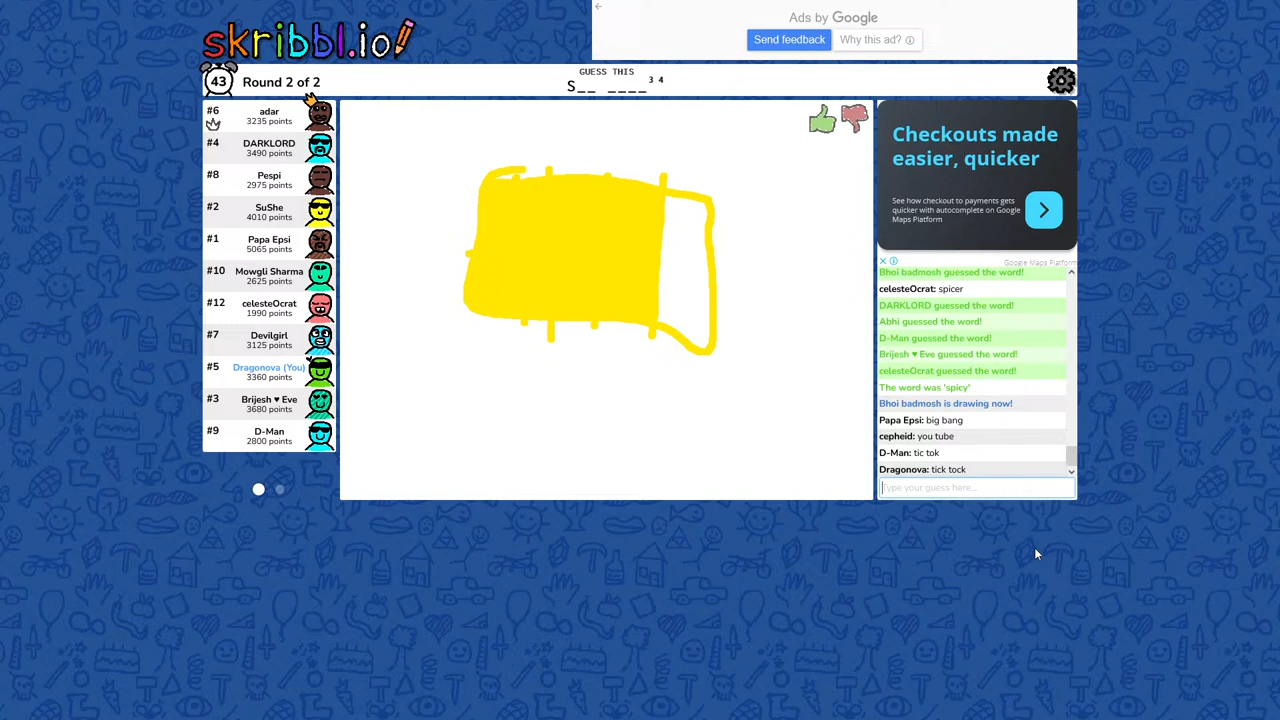 skribbl.io
Ads by Google
Send feedback
Why this ad?
43
Round 2 of 2
GUESS THIS
S__ ____ 3 4
#6
adar
3235 points
#4
DARKLORD
3490 points
#8
Pespi
2975 points
#2
SuShe
4010 points
#1
Papa Epsi
5065 points
#10
Mowgli Sharma
2625 points
#12
celesteOcrat
1990 points
#7
Devilgirl
3125 points
#5
Dragonova (You)
3360 points
#3
Brijesh ♥ Eve
3680 points
#9
D-Man
2800 points
Checkouts made
easier, quicker
See how checkout to payments gets
quicker with autocomplete on Google
Maps Platform
Google Maps Platform
Bhoi badmosh guessed the word!
celesteOcrat: spicer
DARKLORD guessed the word!
Abhi guessed the word!
D-Man guessed the word!
Brijesh ♥ Eve guessed the word!
celesteOcrat guessed the word!
The word was 'spicy'
Bhoi badmosh is drawing now!
Papa Epsi: big bang
cepheid: you tube
D-Man: tic tok
Dragonova: tick tock
Type your guess here...